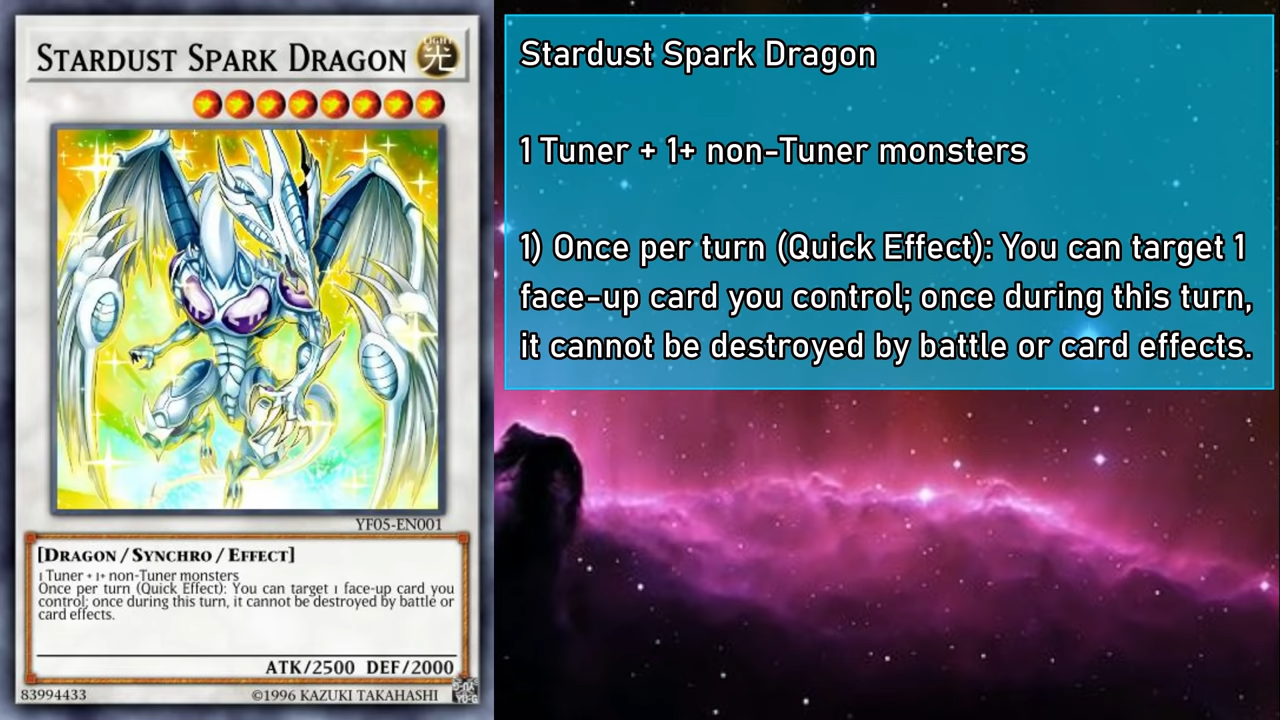 STARDUST SPARK DRAGON
LIGHT
光
YF05-EN001
[DRAGON / SYNCHRO / EFFECT]
1 Tuner + 1+ non-Tuner monsters
Once per turn (Quick Effect): You can target 1 face-up card you
control; once during this turn, it cannot be destroyed by battle or
card effects.
ATK/2500 DEF/2000
83994433
©1996 KAZUKI TAKAHASHI
Stardust Spark Dragon
1 Tuner + 1+ non-Tuner monsters
1) Once per turn (Quick Effect): You can target 1
face-up card you control; once during this turn,
it cannot be destroyed by battle or card effects.